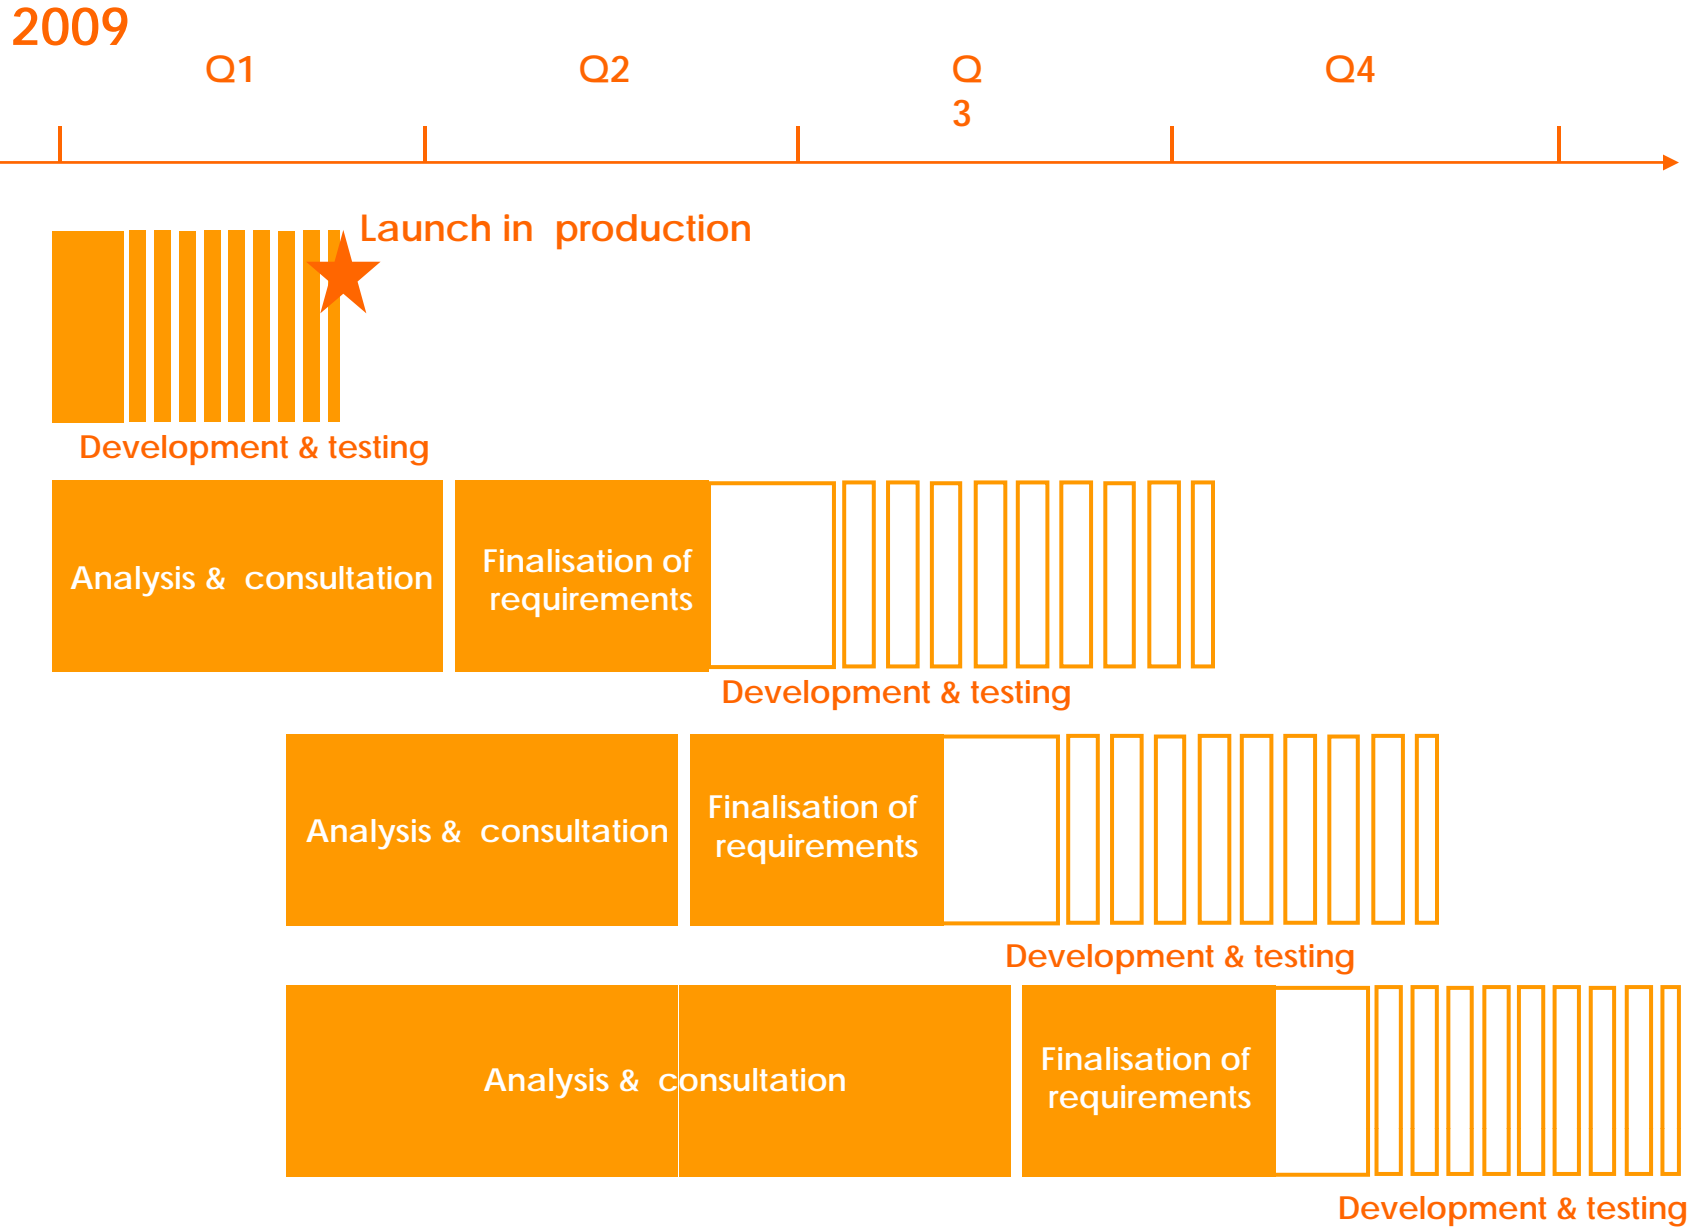 2009
Q1
Q2
Q
3
Q4
Launch in production
Development & testing
Analysis & consultation
Finalisation of
requirements
Development & testing
Analysis & consultation
Finalisation of
requirements
Development & testing
Analysis & consultation
Finalisation of
requirements
Development & testing